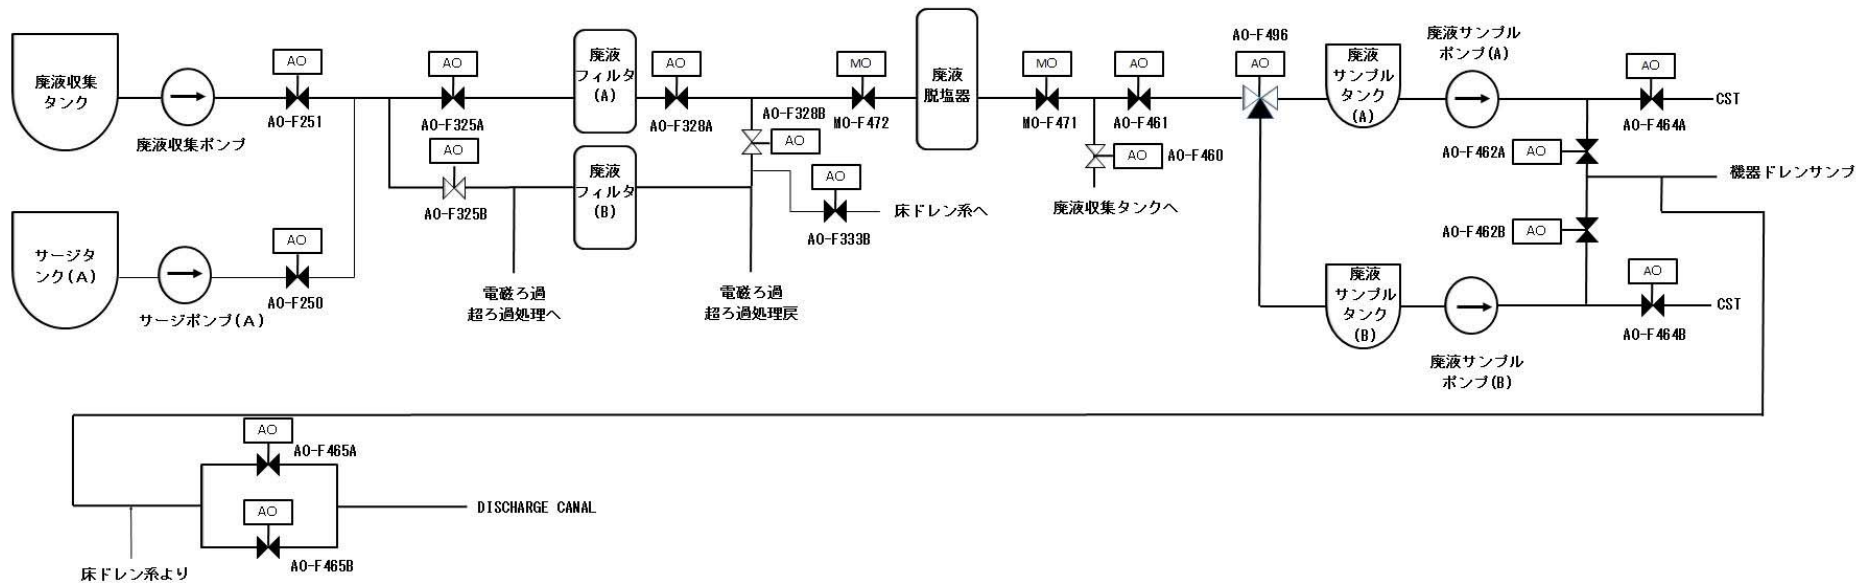 廃液収集
タンク
廃液収集ポンプ
AO
AO-F251
サージタ
ンク(A)
サージポンプ(A)
AO
AO-F250
AO
AO-F325A
AO
AO-F325B
電磁ろ過
超ろ過処理へ
廃液
フィルタ
(A)
廃液
フィルタ
(B)
AO
AO-F328A
AO-F328B
AO
電磁ろ過
超ろ過処理戻
AO
AO-F333B
床ドレン系へ
MO
MO-F472
廃液
脱塩器
MO
MO-F471
AO
AO-F461
AO
AO-F460
廃液収集タンクへ
AO-F496
AO
廃液
サンプル
タンク
(A)
廃液サンプル
ポンプ(A)
AO
AO-F464A
CST
AO-F462A
AO
機器ドレンサンプ
AO-F462B
AO
廃液
サンプル
タンク
(B)
廃液サンプル
ポンプ(B)
AO
AO-F464B
CST
AO
AO-F465A
AO
AO-F465B
DISCHARGE CANAL
床ドレン系より